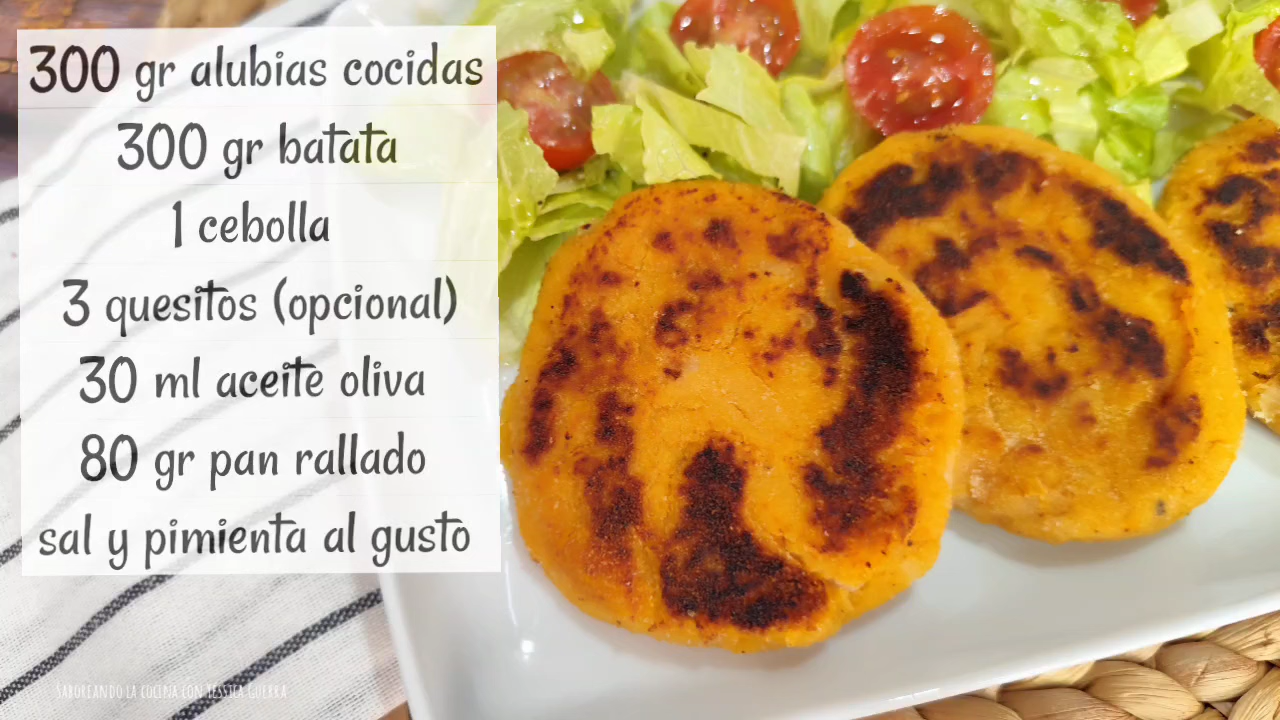 300 gr alubias cocidas
300 gr batata
1 cebolla
3 quesitos (opcional)
30 ml aceite oliva
80 gr pan rallado
sal y pimienta al gusto
SABOREANDO LA COCINA CON YESSICA GUERRA